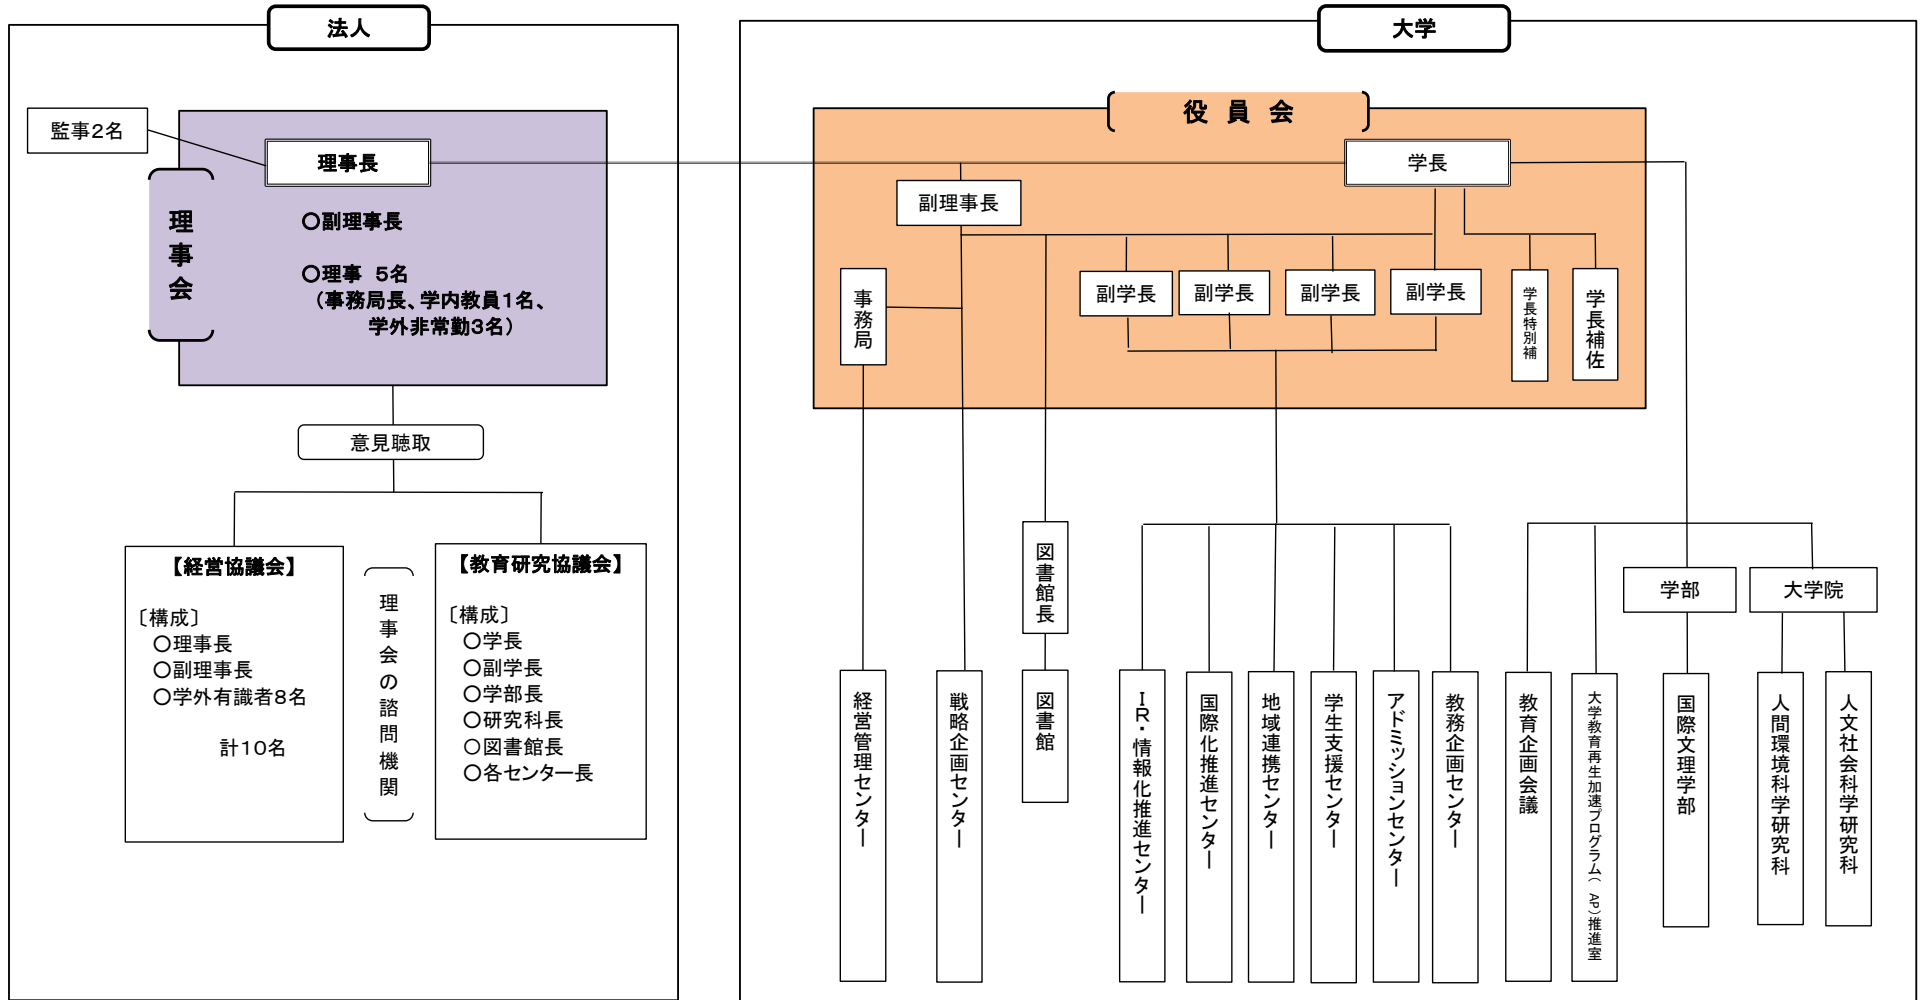 法人
監事2名
理事長
理事会
○副理事長
○理事 5名
(事務局長、学内教員1名、
学外非常勤3名)
意見聴取
【経営協議会】
〔構成〕
○理事長
○副理事長
○学外有識者8名
計10名
理事会の諮問機関
【教育研究協議会】
〔構成〕
○学長
○副学長
○学部長
○研究科長
○図書館長
○各センター長
大学
役員会
学長
副理事長
事務局
副学長
副学長
副学長
副学長
学長特別補
学長補佐
図書館長
学部
大学院
経営管理センター
戦略企画センター
図書館
IR・情報化推進センター
国際化推進センター
地域連携センター
学生支援センター
アドミッションセンター
教務企画センター
教育企画会議
大学教育再生加速プログラム(AP)推進室
国際文理学部
人間環境科学研究科
人文社会科学研究科